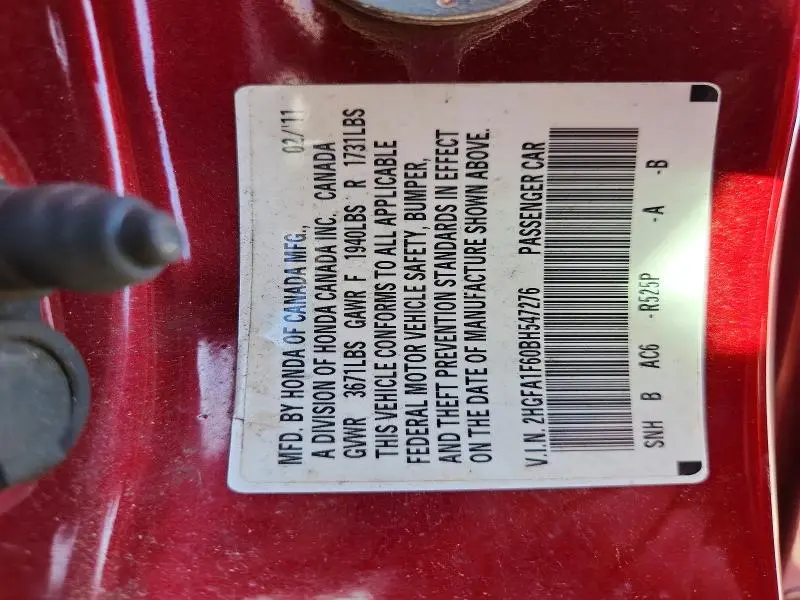 MFD. BY HONDA OF CANADA MFG., 02/'11
A DIVISION OF HONDA CANADA INC. CANADA
GVWR 3671LBS GAWR F 1940LBS R 1731LBS
THIS VEHICLE CONFORMS TO ALL APPLICABLE
FEDERAL MOTOR VEHICLE SAFETY, BUMPER,
AND THEFT PREVENTION STANDARDS IN EFFECT
ON THE DATE OF MANUFACTURE SHOWN ABOVE.
V.I.N. 2HGFATF60BH547276 PASSENGER CAR
SNH B AC6 -R525P -A -B